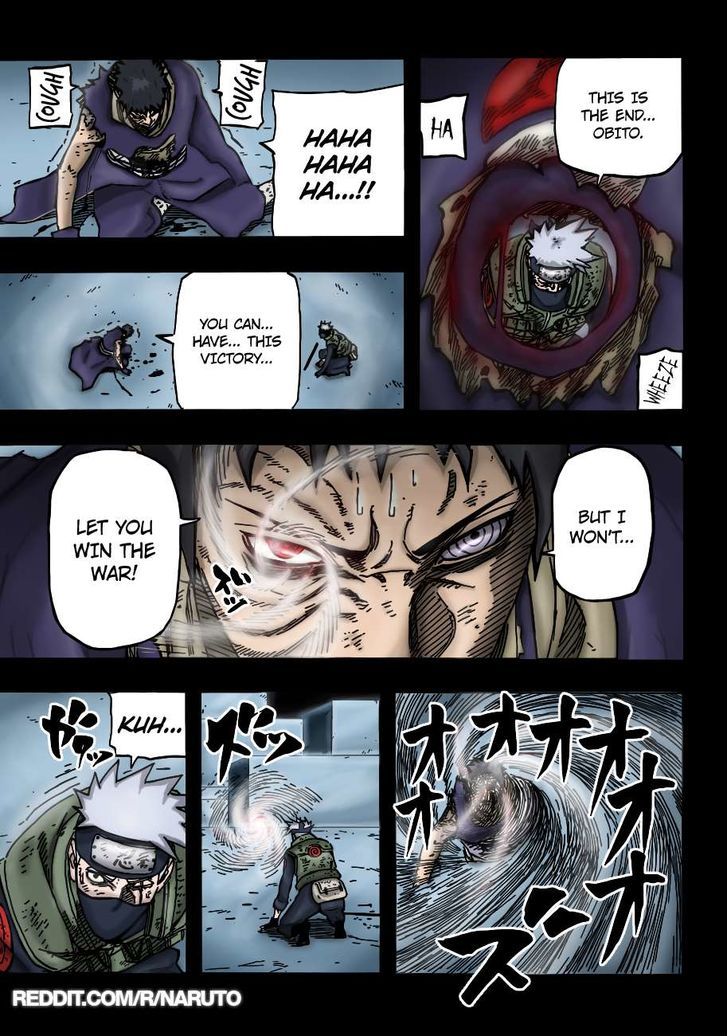 THIS IS
THE END...
OBITO.
HA
WHEEZE
HAHA
HAHA
HA...!!
COUGH
COUGH
YOU CAN...
HAVE... THIS
VICTORY...
BUT I
WON'T...
LET YOU
WIN THE
WAR!
ズッ
オオオオオオ
ズ
ズズッ
KUH...
REDDIT.COM/R/NARUTO